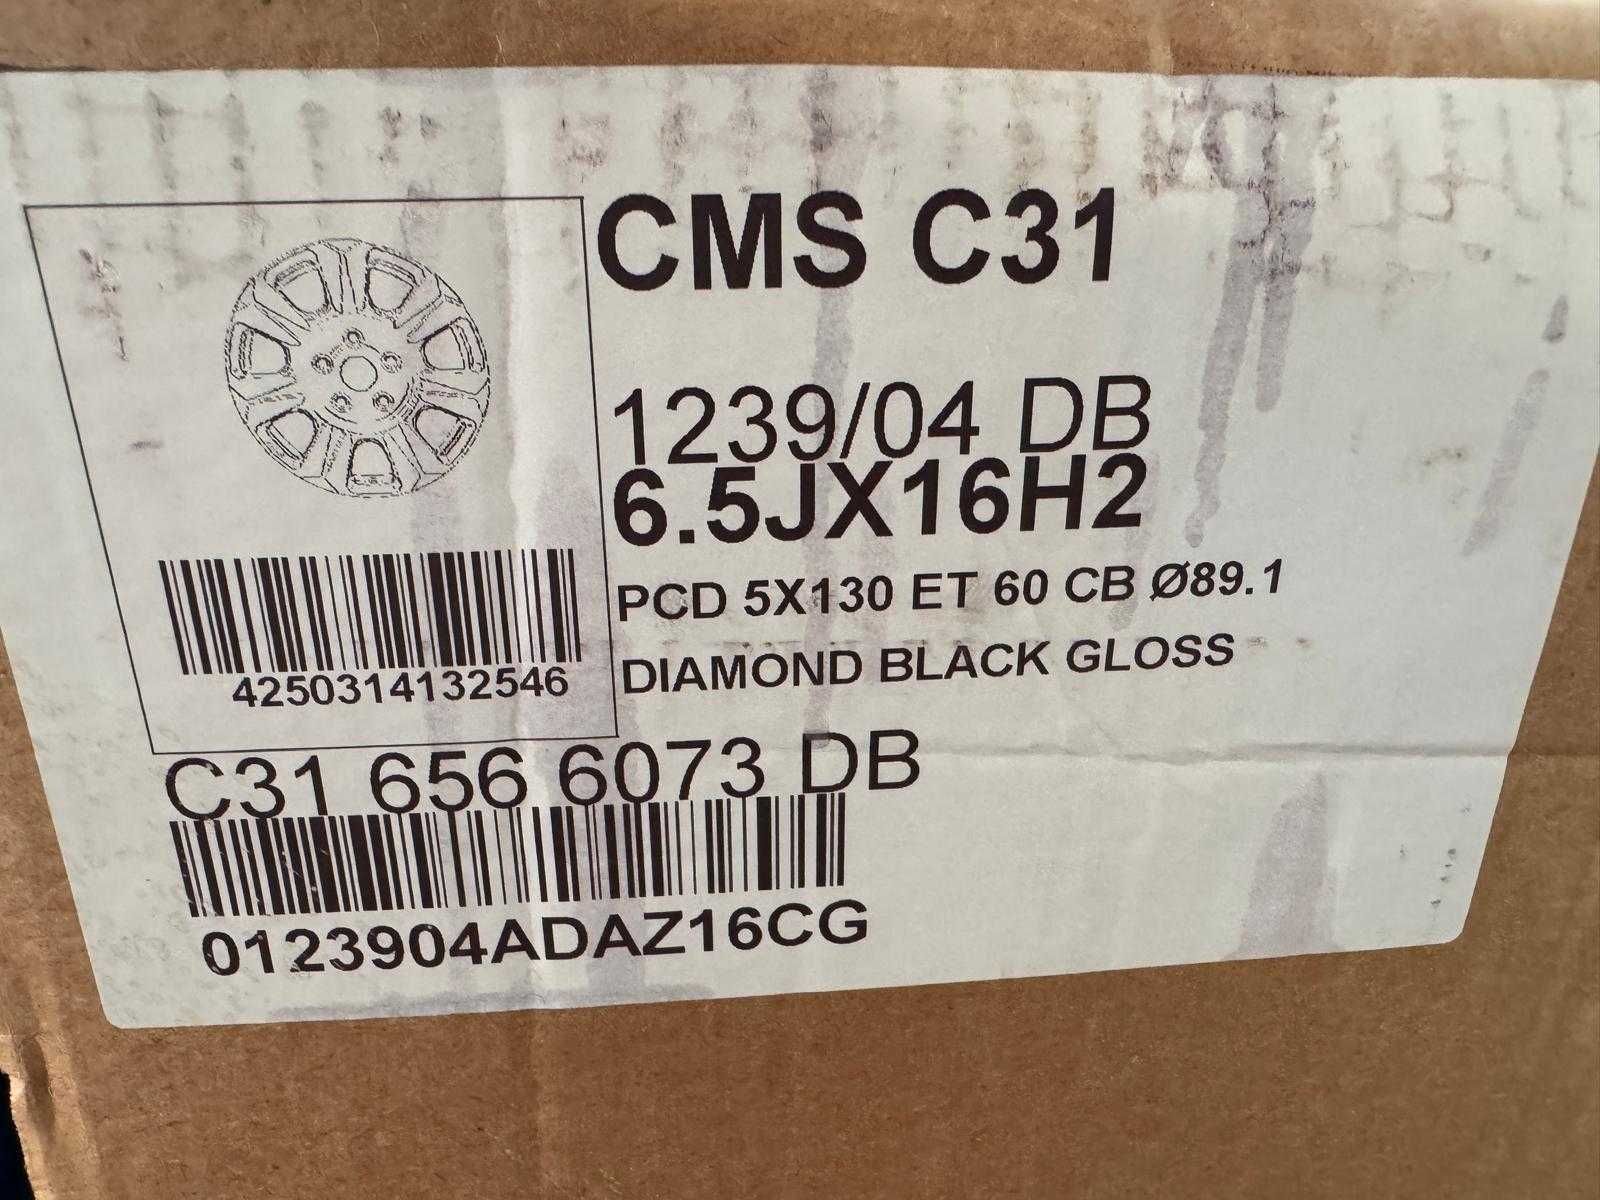 CMS C31
1239/04 DB
6.5JX16H2
PCD 5X130 ET 60 CB Ø89.1
DIAMOND BLACK GLOSS
4250314132546
C31 656 6073 DB
0123904ADAZ16CG